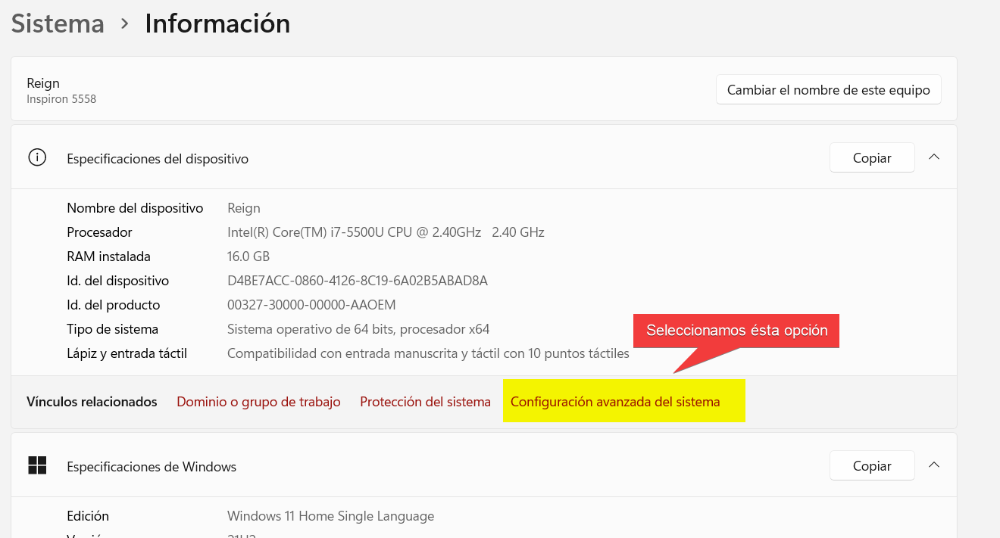 Sistema > Información
Reign
Inspiron 5558
Cambiar el nombre de este equipo
Especificaciones del dispositivo
Copiar
Nombre del dispositivo Reign
Procesador Intel(R) Core(TM) i7-5500U CPU @ 2.40GHz 2.40 GHz
RAM instalada 16.0 GB
Id. del dispositivo D4BE7ACC-0860-4126-8C19-6A02B5ABAD8A
Id. del producto 00327-30000-00000-AAOEM
Tipo de sistema Sistema operativo de 64 bits, procesador x64
Lápiz y entrada táctil Compatibilidad con entrada manuscrita y táctil con 10 puntos táctiles
Seleccionamos ésta opción
Vínculos relacionados Dominio o grupo de trabajo Protección del sistema Configuración avanzada del sistema
Especificaciones de Windows
Copiar
Edición Windows 11 Home Single Language